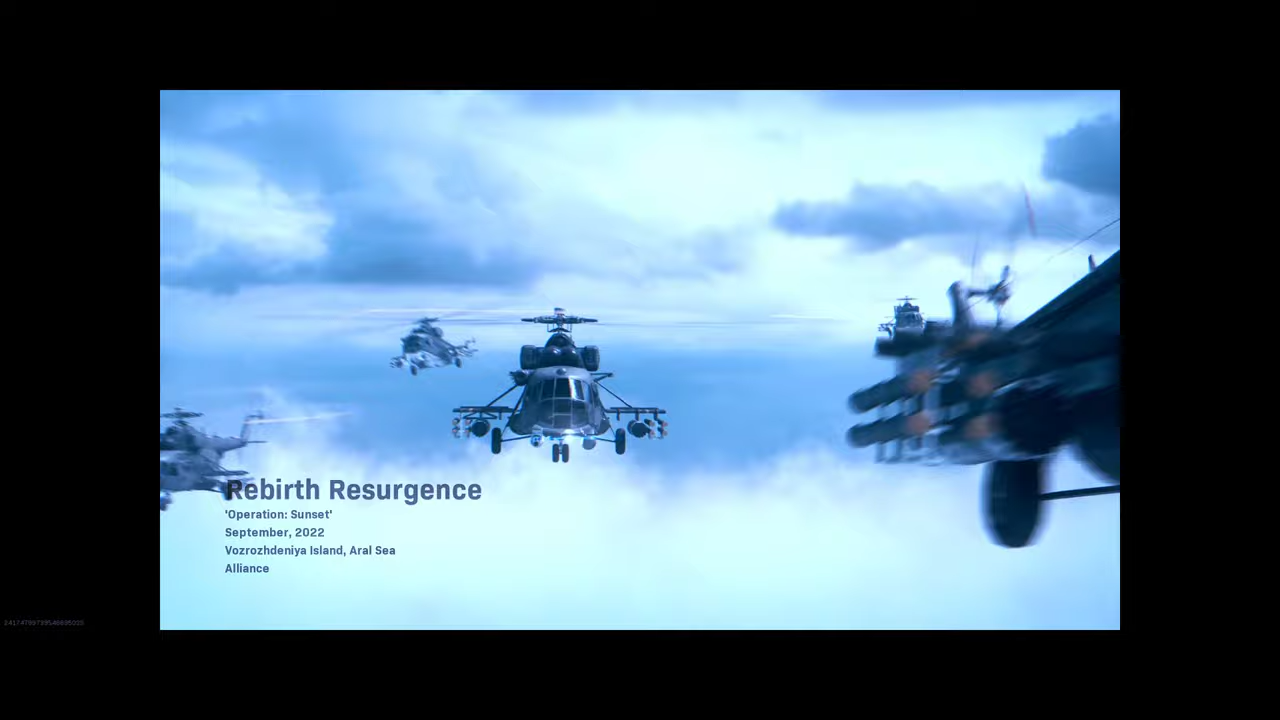 Rebirth Resurgence
'Operation: Sunset'
September, 2022
Vozrozhdeniya Island, Aral Sea
Alliance